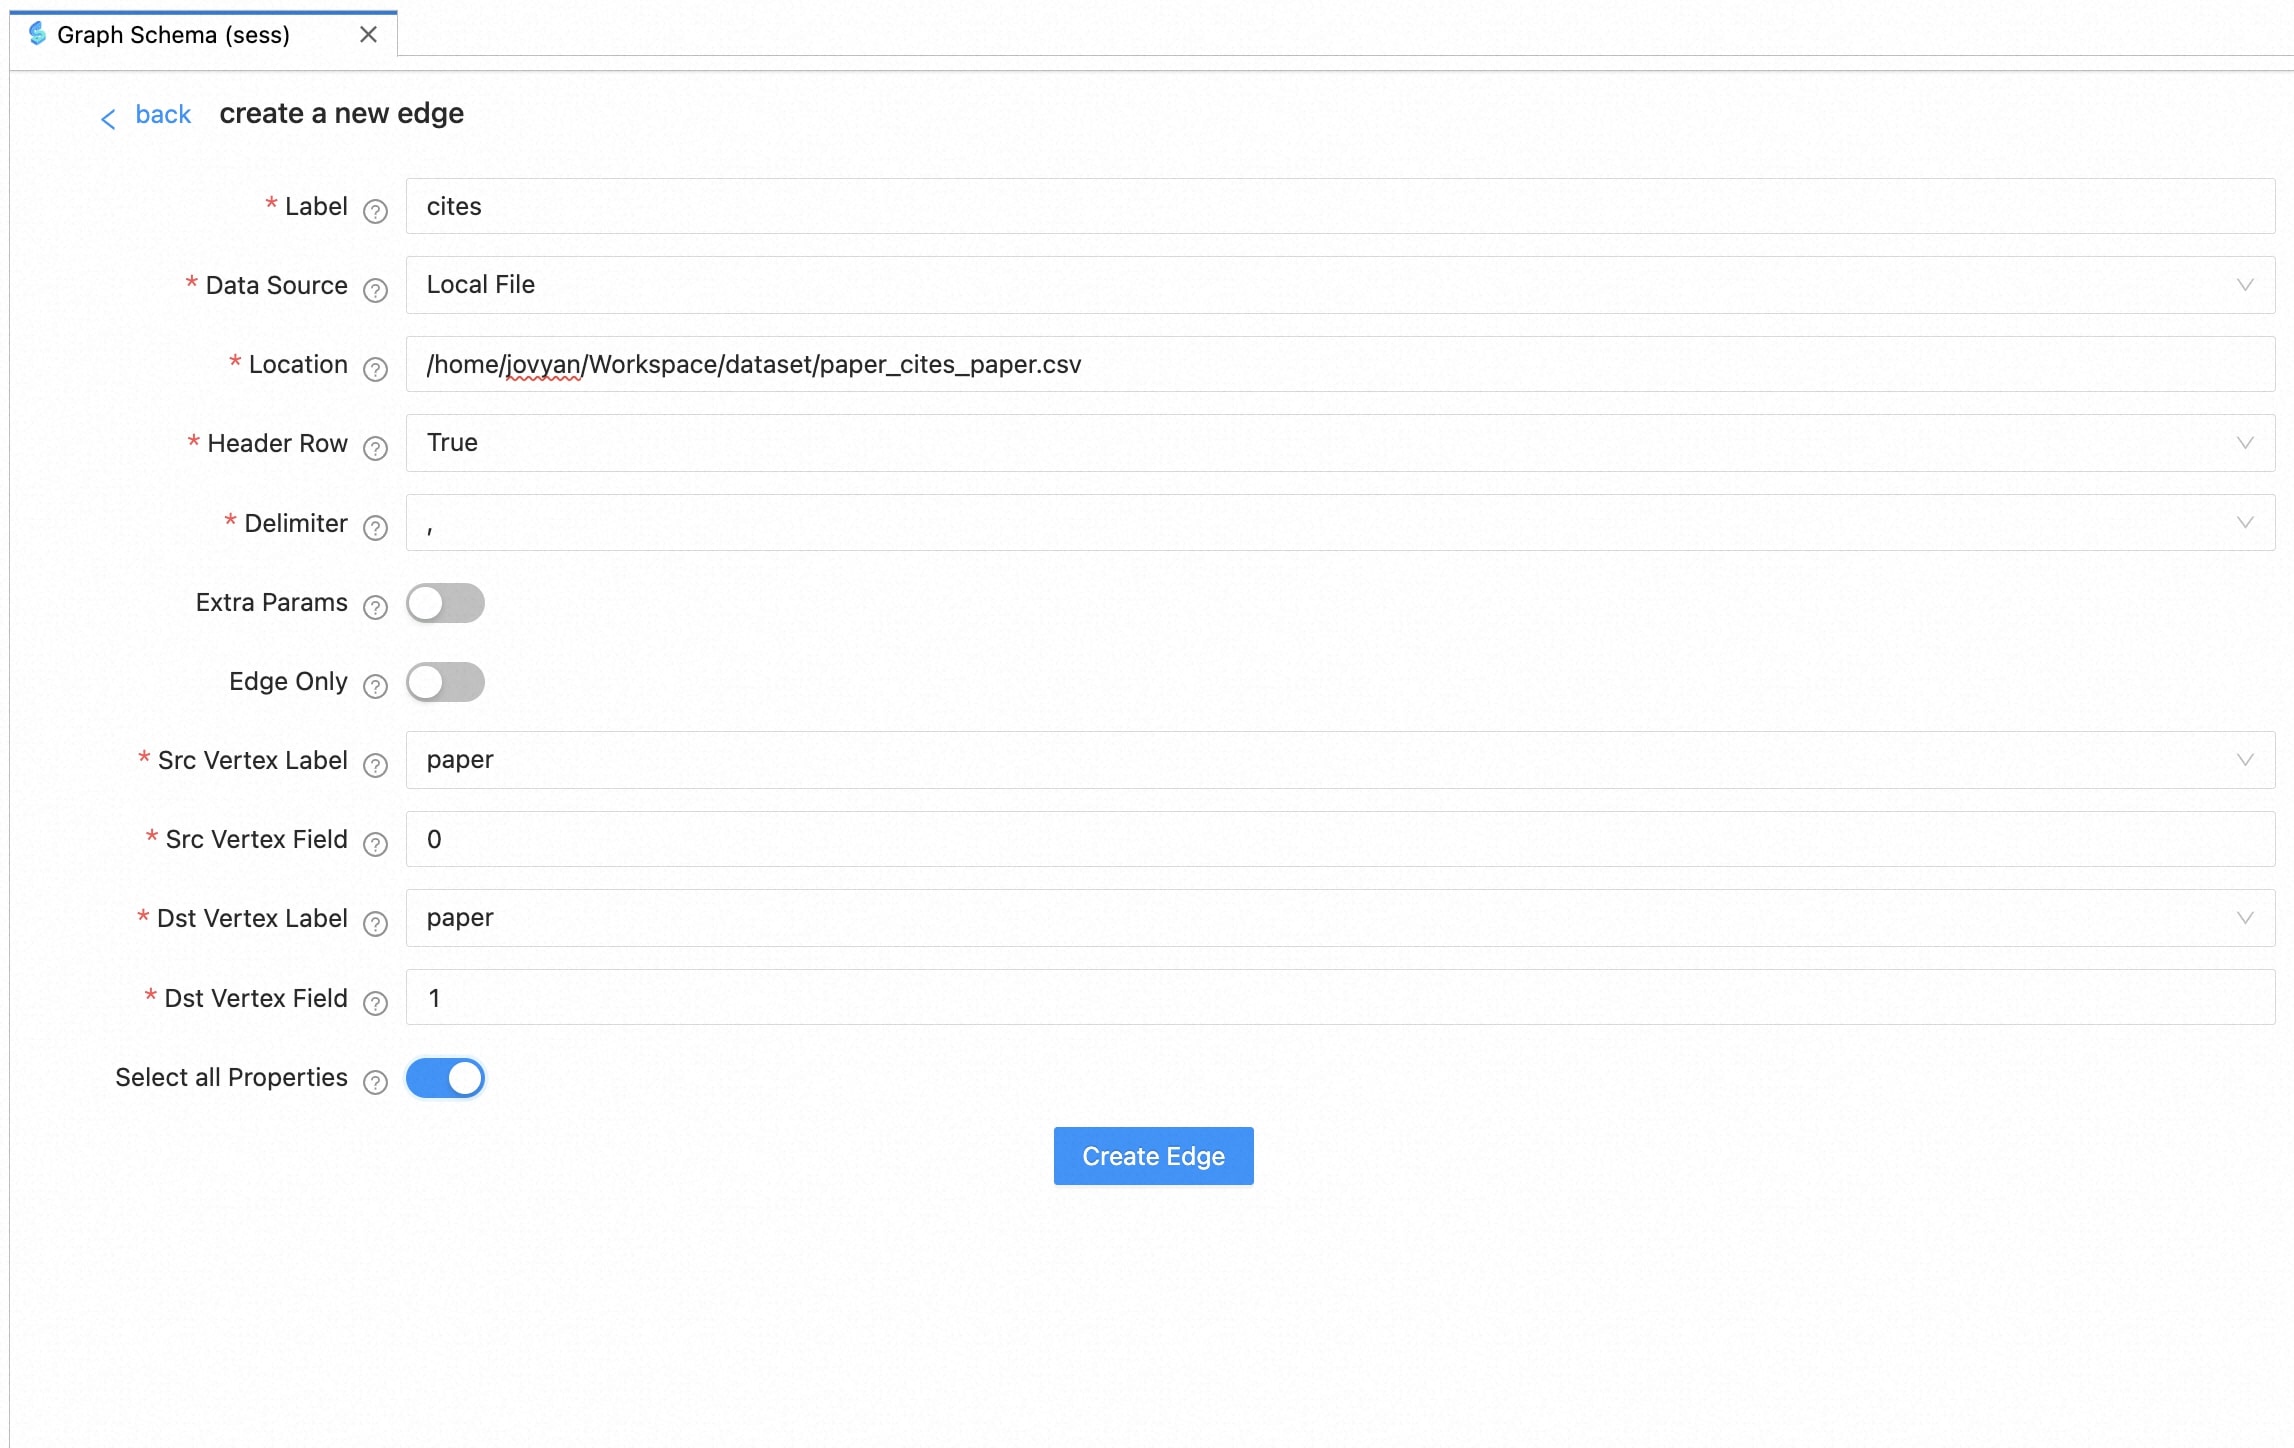 Graph Schema (sess)
back create a new edge
* Label cites
* Data Source Local File
* Location /home/jovyan/Workspace/dataset/paper_cites_paper.csv
* Header Row True
* Delimiter ,
Extra Params
Edge Only
* Src Vertex Label paper
* Src Vertex Field 0
* Dst Vertex Label paper
* Dst Vertex Field 1
Select all Properties
Create Edge